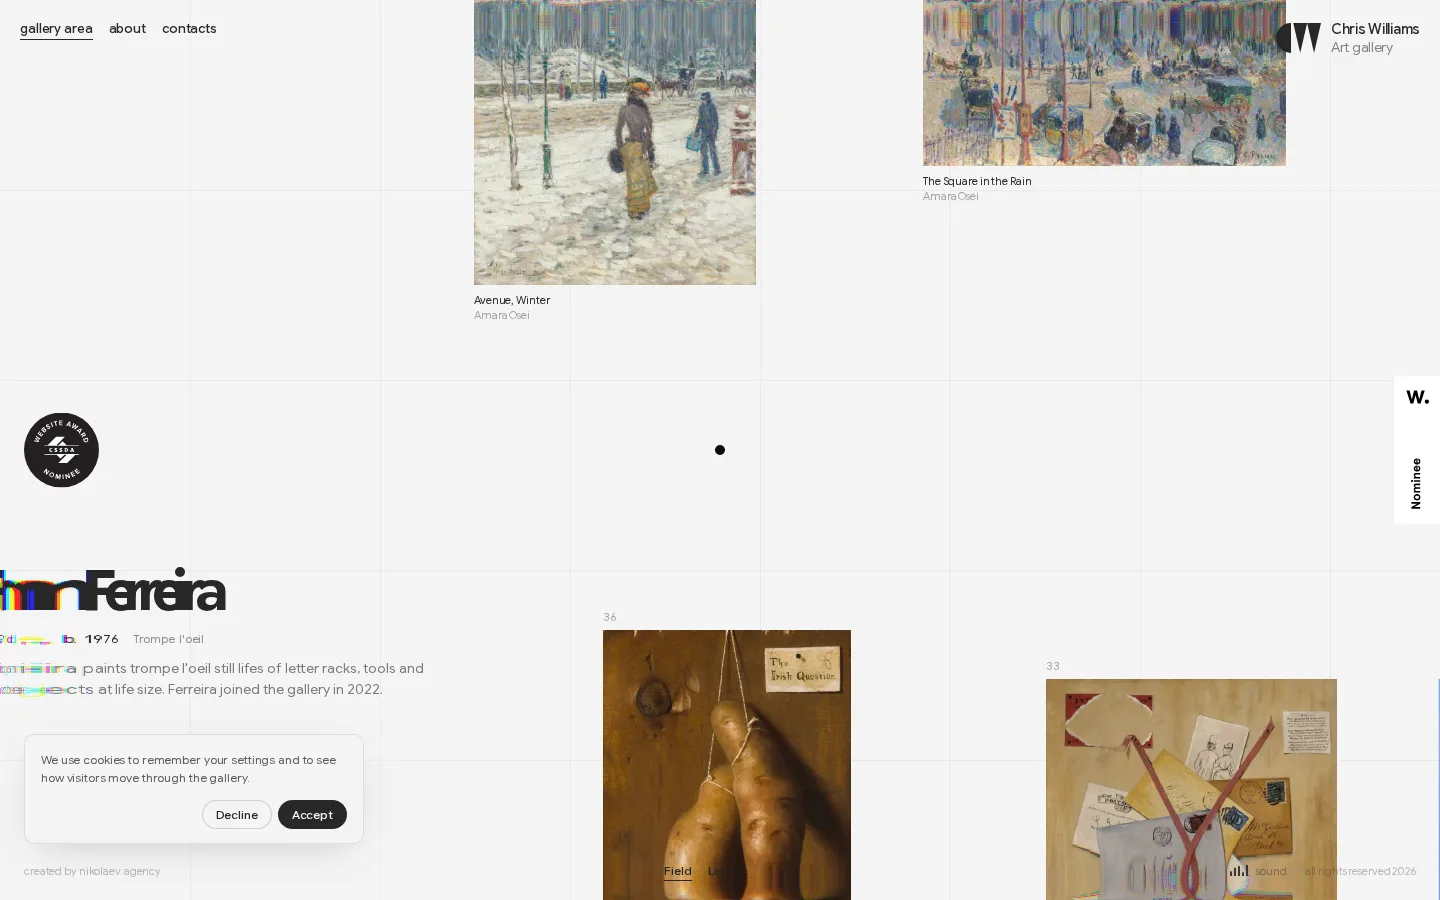 gallery area
about
contacts
Chris Williams
Art gallery
The Square in the Rain
Amara Osei
Avenue, Winter
Amara Osei
WEBSITE AWARD
CSSDA
NOMINEE
W.
Nominee
Ferreira
b. 1976
Trompe l'oeil
paints trompe l'oeil still lifes of letter racks, tools and
at life size. Ferreira joined the gallery in 2022.
36
The
Irish Question
33
We use cookies to remember your settings and to see
how visitors move through the gallery.
Decline
Accept
created by nikolaev.agency
Field
sound
all rights reserved 2026